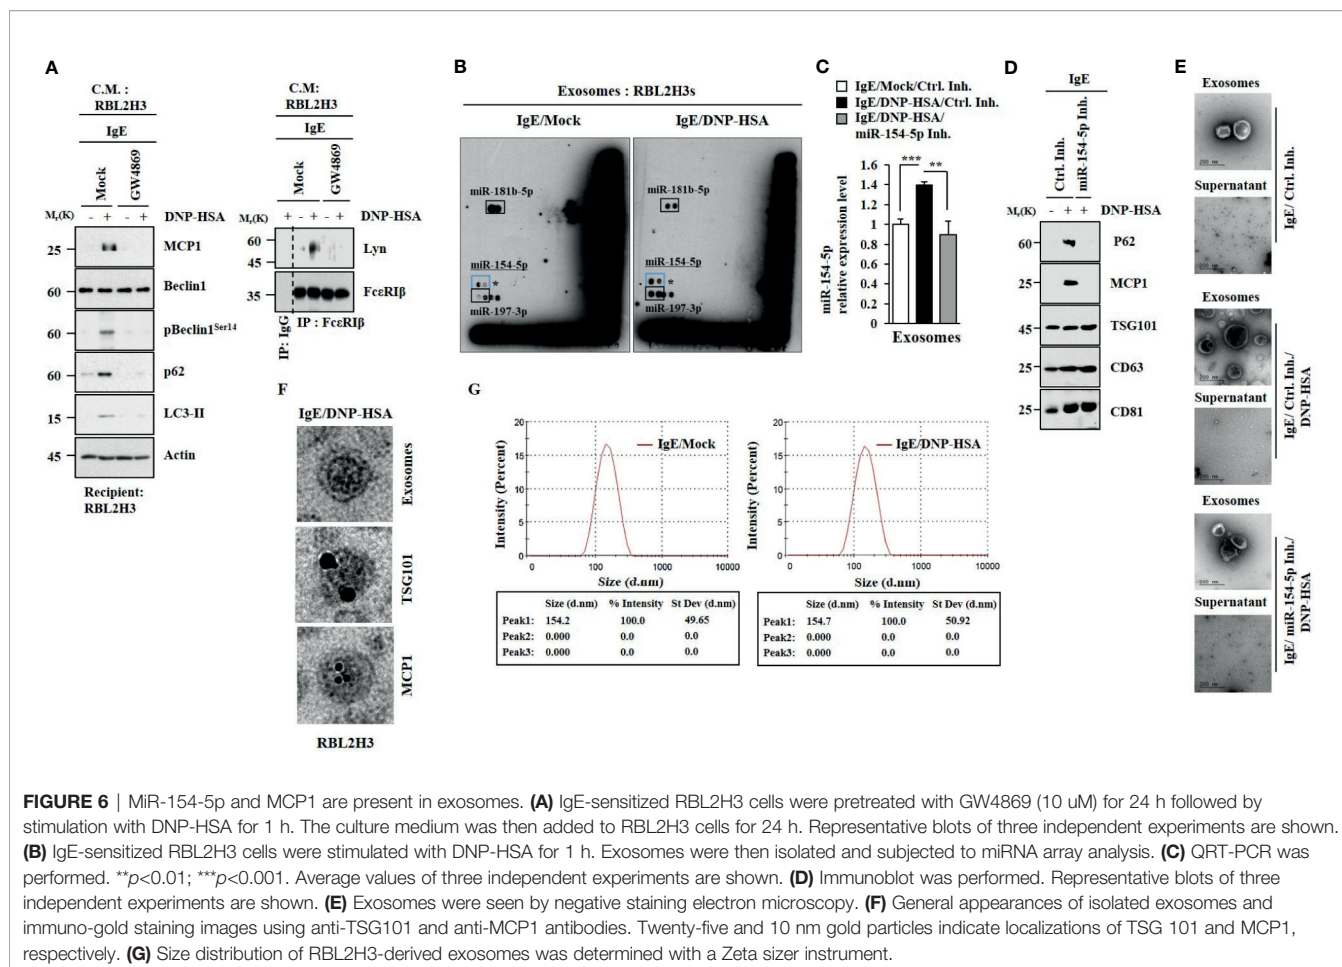 A
C.M. :
RBL2H3
IgE
Mock
GW4869
Mr(K)
- + - +
DNP-HSA
25
MCP1
60
Beclin1
60
pBeclin1Ser14
60
p62
15
LC3-II
45
Actin
Recipient:
RBL2H3
C.M:
RBL2H3
IgE
Mock
GW4869
Mr(K)
+ - + - +
DNP-HSA
60
45
Lyn
35
FcεRIβ
IP: IgG
IP : FcεRIβ
B
Exosomes : RBL2H3s
IgE/Mock
IgE/DNP-HSA
miR-181b-5p
miR-181b-5p
miR-154-5p
*
miR-154-5p
*
miR-197-3p
miR-197-3p
C
IgE/Mock/Ctrl. Inh.
IgE/DNP-HSA/Ctrl. Inh.
IgE/DNP-HSA/
miR-154-5p Inh.
miR-154-5p
relative expression level
1.6
1.4
1.2
1
0.8
0.6
0.4
0.2
0
***
**
Exosomes
D
IgE
Ctrl. Inh.
miR-154-5p Inh.
Mr(K)
- + +
DNP-HSA
60
P62
25
MCP1
45
TSG101
25
CD63
25
CD81
E
Exosomes
200 nm
Supernatant
200 nm
IgE/ Ctrl. Inh.
Exosomes
200 nm
Supernatant
200 nm
IgE/ Ctrl. Inh./
DNP-HSA
Exosomes
200 nm
Supernatant
200 nm
IgE/ miR-154-5p Inh./
DNP-HSA
F
IgE/DNP-HSA
Exosomes
TSG101
MCP1
RBL2H3
G
Intensity (Percent)
20
15
10
5
0
IgE/Mock
0 100 1000 10000
Size (d.nm)
Size (d.nm) % Intensity St Dev (d.nm)
Peak1: 154.2 100.0 49.65
Peak2: 0.000 0.0 0.0
Peak3: 0.000 0.0 0.0
Intensity (Percent)
20
15
10
5
0
IgE/DNP-HSA
0 100 1000 10000
Size (d.nm)
Size (d.nm) % Intensity St Dev (d.nm)
Peak1: 154.7 100.0 50.92
Peak2: 0.000 0.0 0.0
Peak3: 0.000 0.0 0.0
FIGURE 6 | MiR-154-5p and MCP1 are present in exosomes. (A) IgE-sensitized RBL2H3 cells were pretreated with GW4869 (10 uM) for 24 h followed by
stimulation with DNP-HSA for 1 h. The culture medium was then added to RBL2H3 cells for 24 h. Representative blots of three independent experiments are shown.
(B) IgE-sensitized RBL2H3 cells were stimulated with DNP-HSA for 1 h. Exosomes were then isolated and subjected to miRNA array analysis. (C) QRT-PCR was
performed. **p<0.01; ***p<0.001. Average values of three independent experiments are shown. (D) Immunoblot was performed. Representative blots of three
independent experiments are shown. (E) Exosomes were seen by negative staining electron microscopy. (F) General appearances of isolated exosomes and
immuno-gold staining images using anti-TSG101 and anti-MCP1 antibodies. Twenty-five and 10 nm gold particles indicate localizations of TSG 101 and MCP1,
respectively. (G) Size distribution of RBL2H3-derived exosomes was determined with a Zeta sizer instrument.